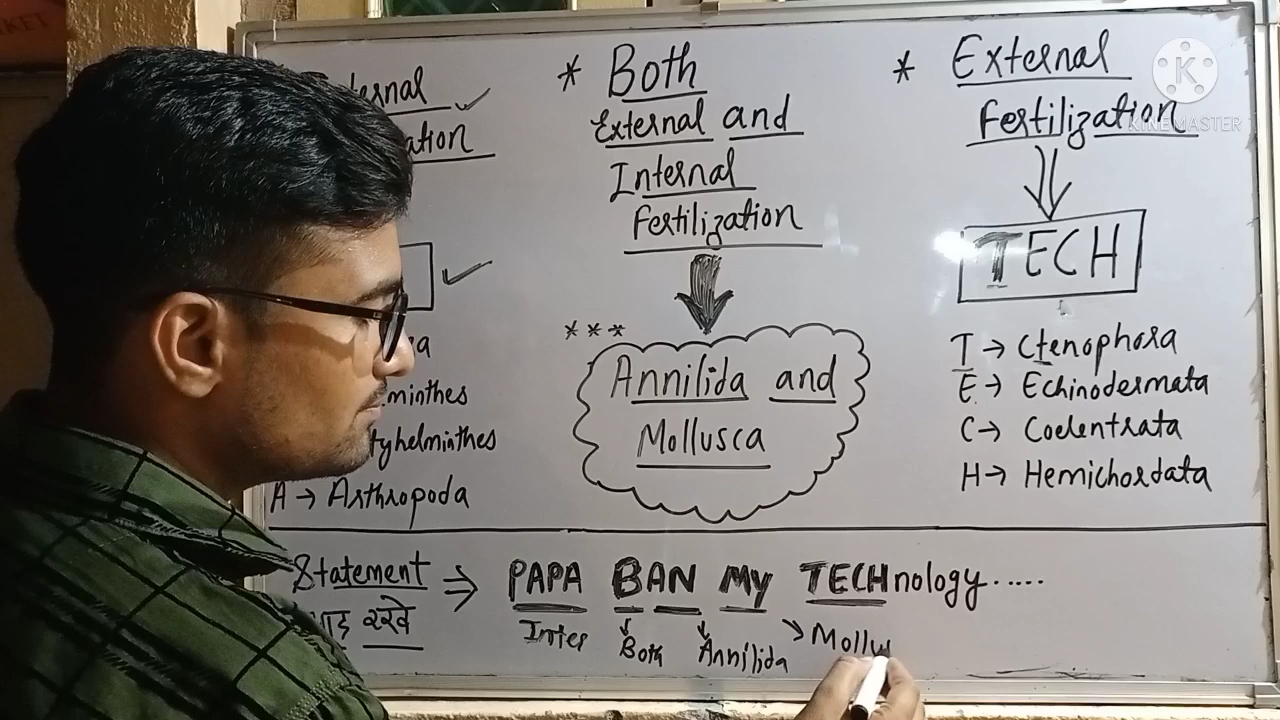 ternal
ation
minthes
tyhelminthes
A → Arthropoda
* Both
External and
Internal
Fertilization
***
Annilida and
Mollusca
* External
Fertilization
TECH
T → Ctenophora
E → Echinodermata
C → Coelentrata
H → Hemichordata
Statement ⇒ PAPA BAN My TECHnology.....
रखे
Inter Both Annilida → Mollu
KINEMASTER
K